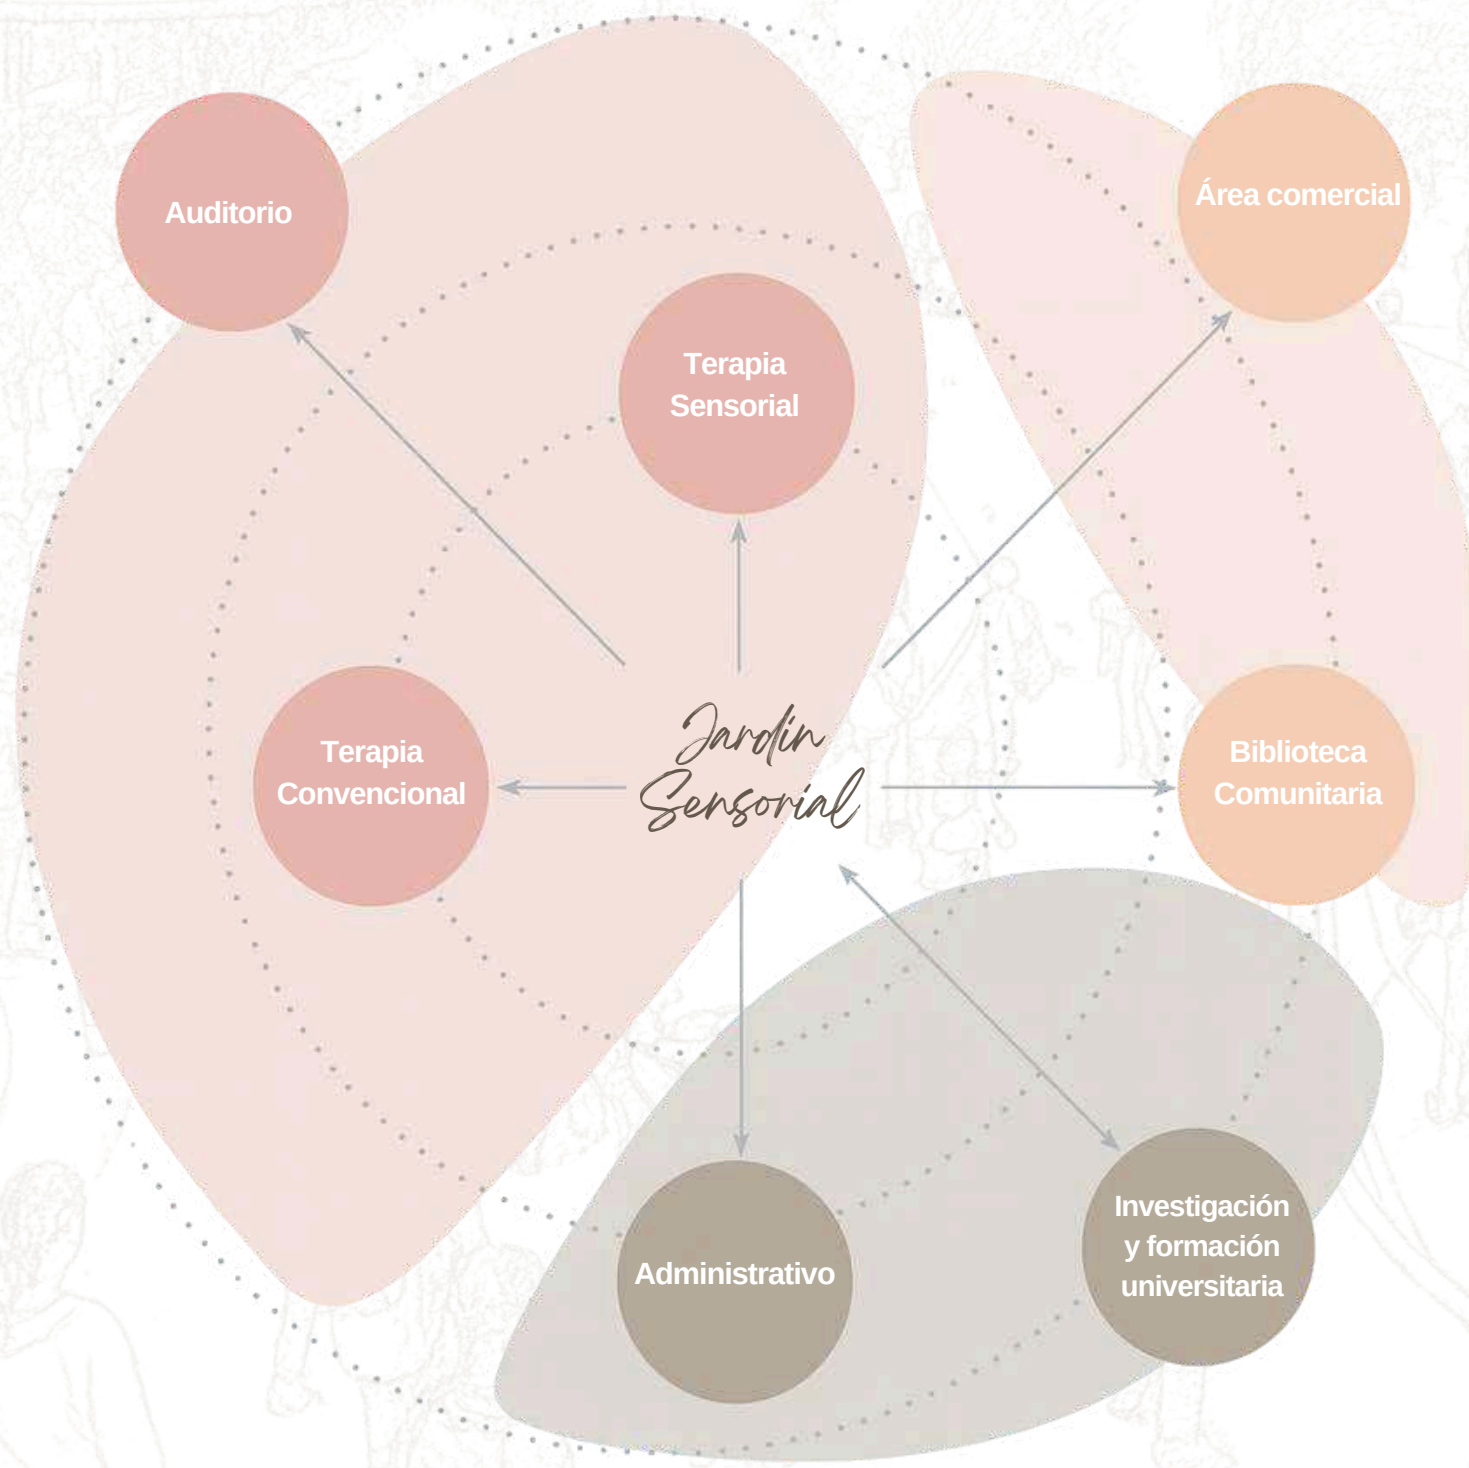 Auditorio
Área comercial
Terapia
Sensorial
Terapia
Convencional
Jardín
Sensorial
Biblioteca
Comunitaria
Administrativo
Investigación
y formación
universitaria